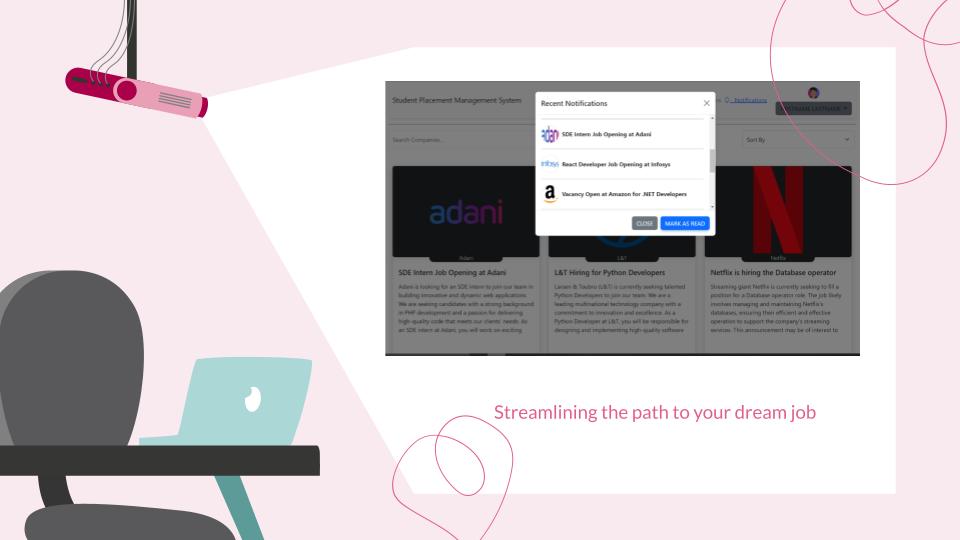 Student Placement Management System
Notifications
Search Companies...
Sort By
Recent Notifications
adani
SDE Intern Job Opening at Adani
Infosys
React Developer Job Opening at Infosys
a
Vacancy Open at Amazon for .NET Developers
CLOSE
MARK AS READ
adani
Adani
SDE Intern Job Opening at Adani
Adani is looking for an SDE Intern to join our team in
building innovative and dynamic web applications.
We are seeking candidates with a strong background
in PHP development and a passion for delivering
high-quality code that meets our clients' needs. As
an SDE intern at Adani, you will work on exciting
L&T
L&T Hiring for Python Developers
Larsen & Toubro (L&T) is currently seeking talented
Python Developers to join our team. We are a
leading multinational technology company with a
commitment to innovation and excellence. As a
Python Developer at L&T, you will be responsible for
designing and implementing high-quality software
Netflix
Netflix is hiring the Database operator
Streaming giant Netflix is currently seeking to fill a
position for a Database operator role. The job likely
involves managing and maintaining Netflix's
databases, ensuring their efficient and effective
operation to support the company's streaming
services. This announcement may be of interest to
Streamlining the path to your dream job